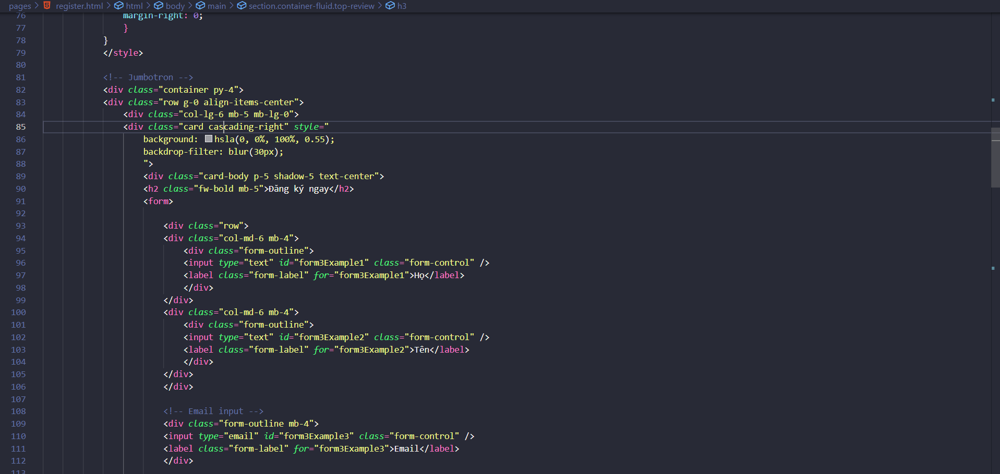 pages > register.html > html > body > main > section.container-fluid.top-review > h3
76 margin-right: 0;
77 }
78 }
79 </style>
80
81 <!-- Jumbotron -->
82 <div class="container py-4">
83 <div class="row g-0 align-items-center">
84 <div class="col-lg-6 mb-5 mb-lg-0">
85 <div class="card cascading-right" style="
86 background: hsla(0, 0%, 100%, 0.55);
87 backdrop-filter: blur(30px);
88 ">
89 <div class="card-body p-5 shadow-5 text-center">
90 <h2 class="fw-bold mb-5">Đăng ký ngay</h2>
91 <form>
92
93 <div class="row">
94 <div class="col-md-6 mb-4">
95 <div class="form-outline">
96 <input type="text" id="form3Example1" class="form-control" />
97 <label class="form-label" for="form3Example1">Họ</label>
98 </div>
99 </div>
100 <div class="col-md-6 mb-4">
101 <div class="form-outline">
102 <input type="text" id="form3Example2" class="form-control" />
103 <label class="form-label" for="form3Example2">Tên</label>
104 </div>
105 </div>
106 </div>
107
108 <!-- Email input -->
109 <div class="form-outline mb-4">
110 <input type="email" id="form3Example3" class="form-control" />
111 <label class="form-label" for="form3Example3">Email</label>
112 </div>
113